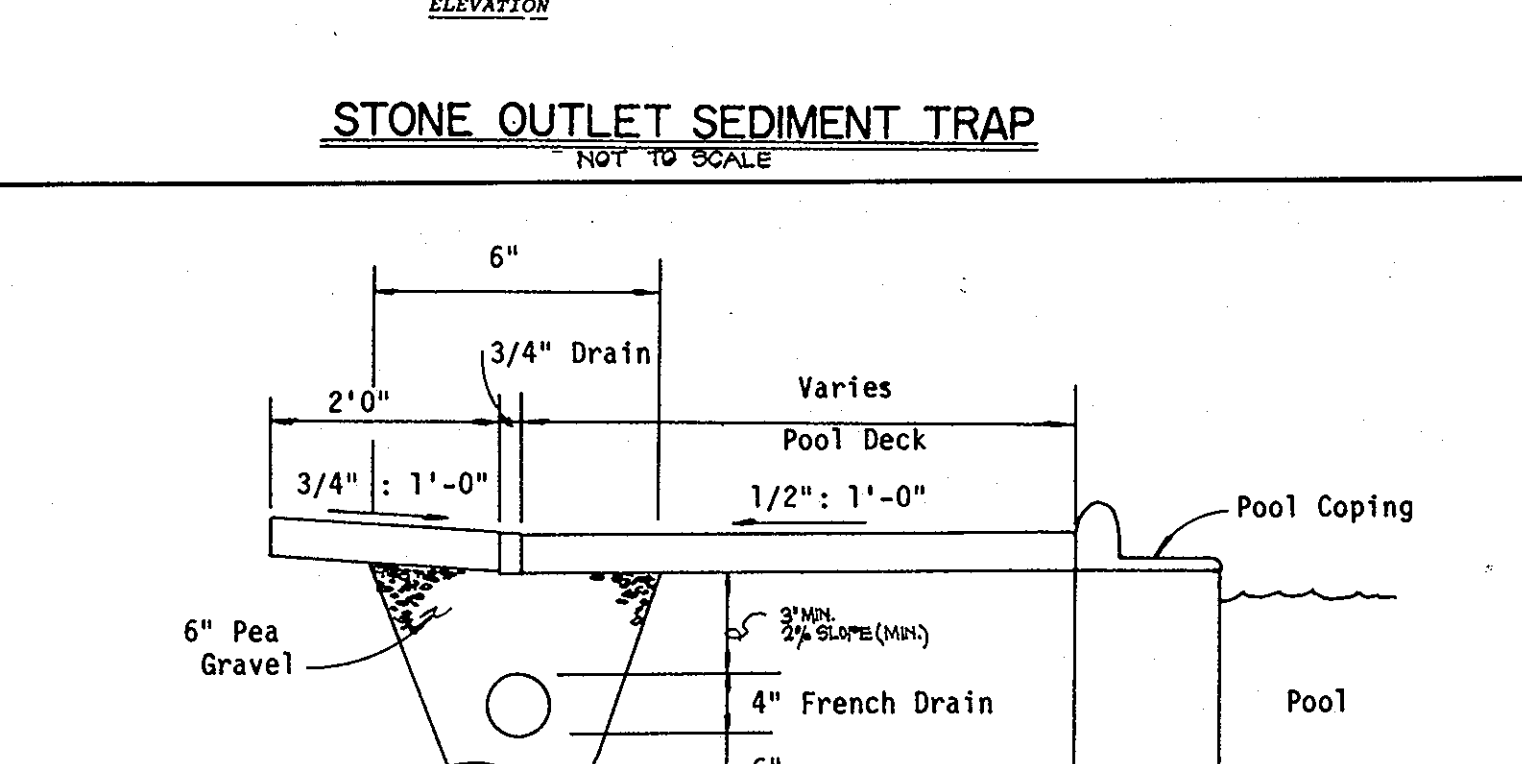 ELEVATION
STONE OUTLET SEDIMENT TRAP
NOT TO SCALE
6"
3/4" Drain
2'0"
Varies
Pool Deck
3/4" : 1'-0"
1/2": 1'-0"
Pool Coping
3' MIN.
2% SLOPE (MIN.)
6" Pea
Gravel
4" French Drain
Pool
6"